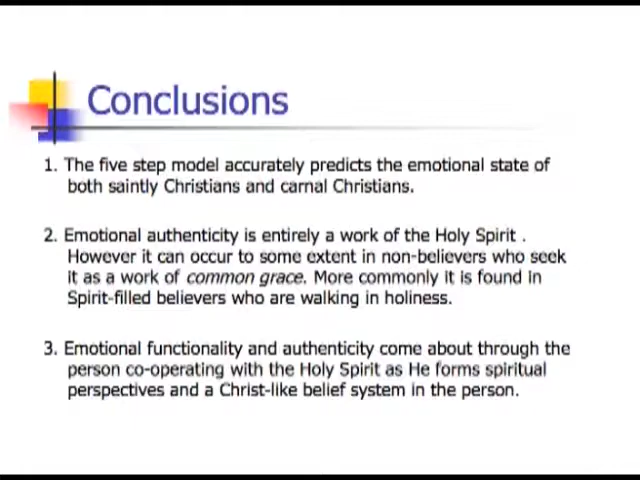 Conclusions
1. The five step model accurately predicts the emotional state of
both saintly Christians and carnal Christians.
2. Emotional authenticity is entirely a work of the Holy Spirit .
However it can occur to some extent in non-believers who seek
it as a work of common grace. More commonly it is found in
Spirit-filled believers who are walking in holiness.
3. Emotional functionality and authenticity come about through the
person co-operating with the Holy Spirit as He forms spiritual
perspectives and a Christ-like belief system in the person.